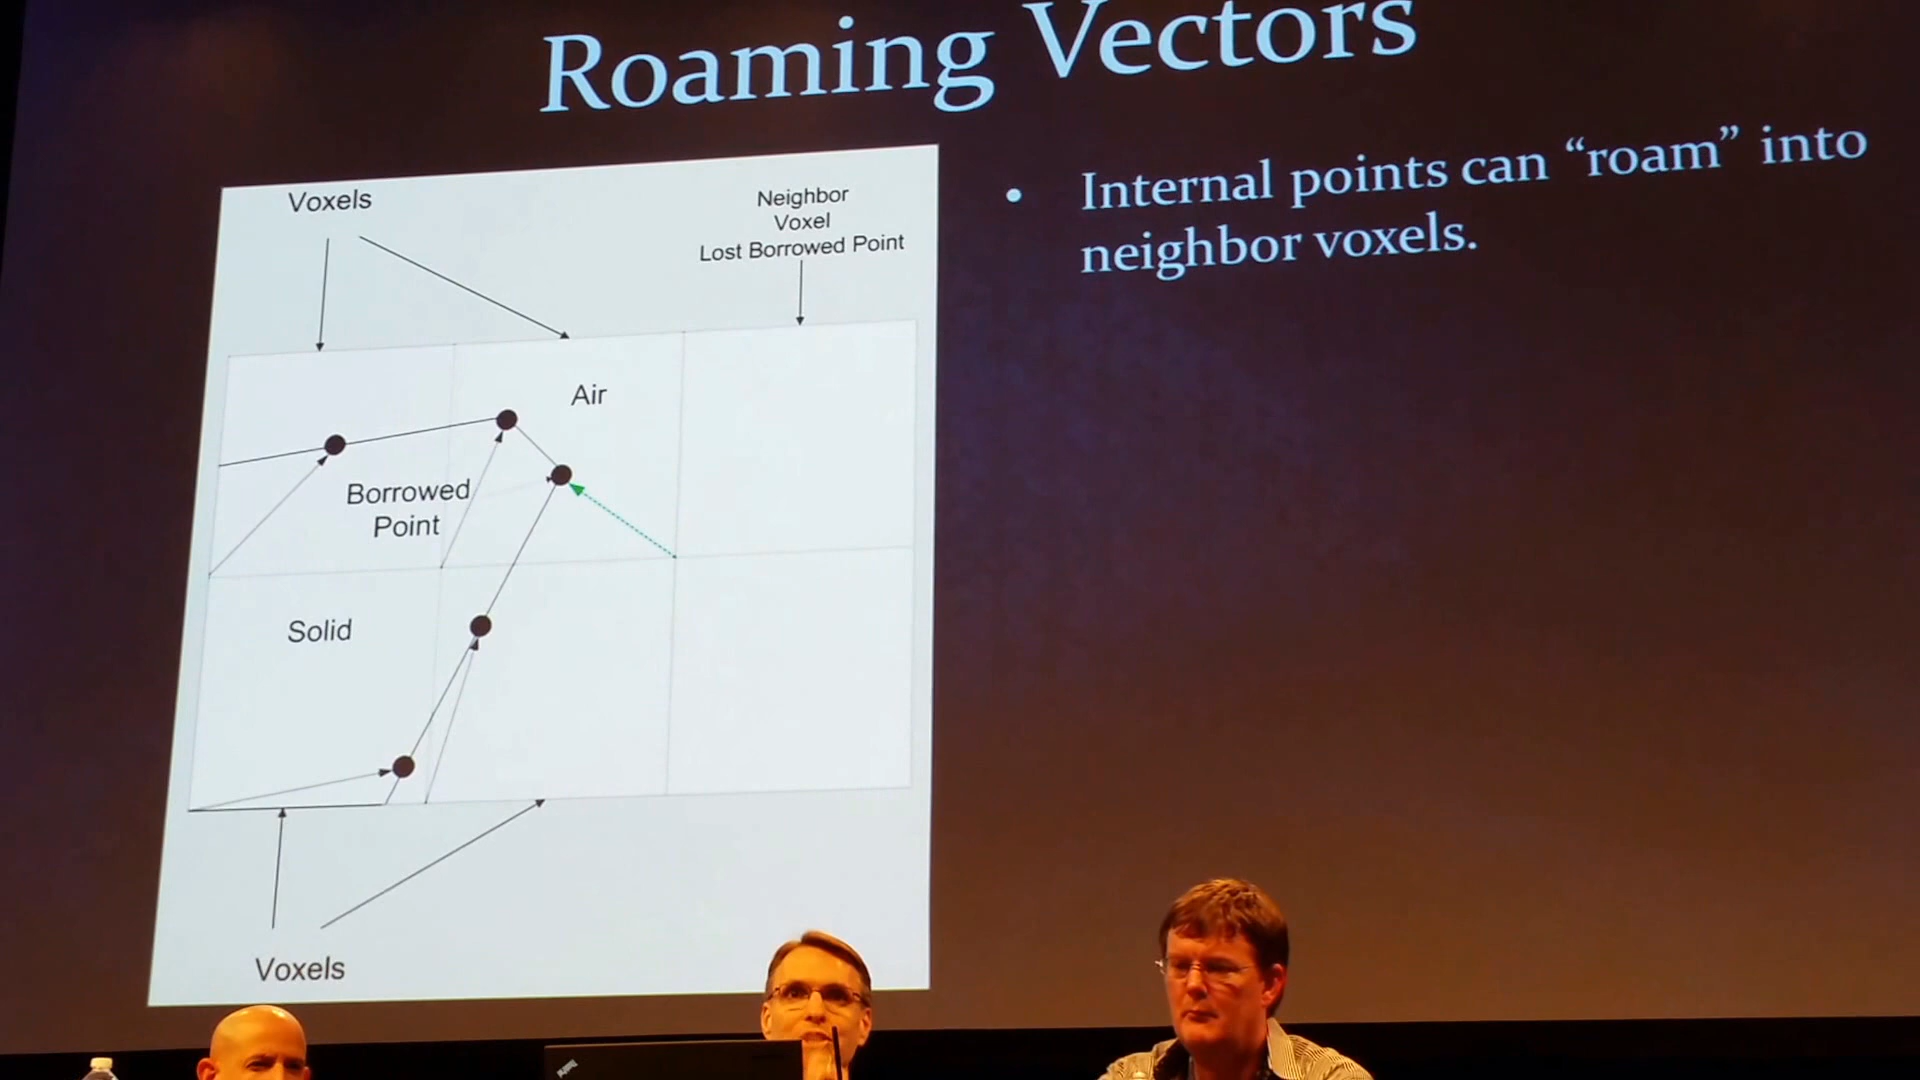 Roaming Vectors
Voxels
Neighbor
Voxel
Lost Borrowed Point
Air
Borrowed
Point
Solid
Voxels
• Internal points can “roam” into
neighbor voxels.